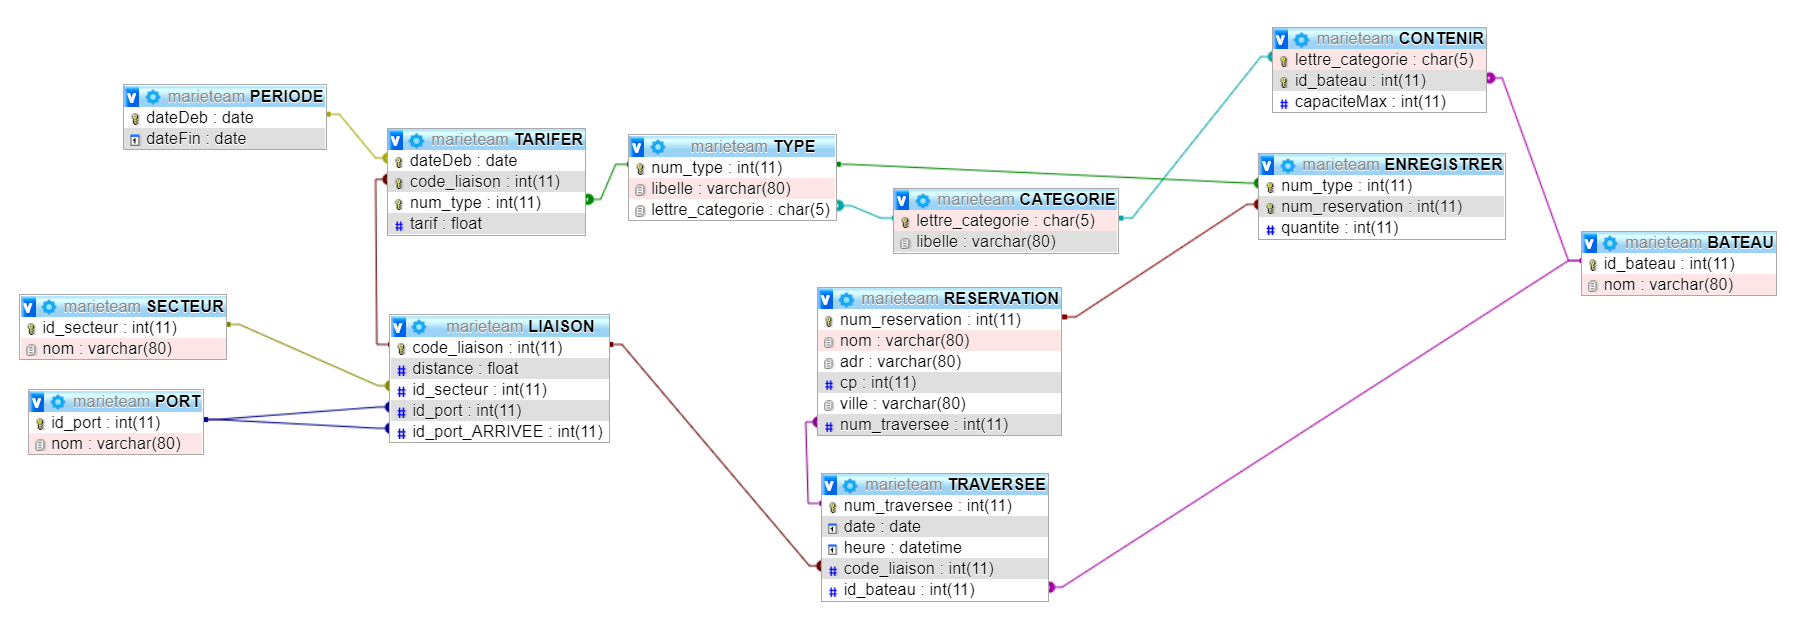 marieteam PERIODE
dateDeb : date
dateFin : date
marieteam TARIFER
dateDeb : date
code_liaison : int(11)
num_type : int(11)
tarif : float
marieteam TYPE
num_type : int(11)
libelle : varchar(80)
lettre_categorie : char(5)
marieteam CATEGORIE
lettre_categorie : char(5)
libelle : varchar(80)
marieteam CONTENIR
lettre_categorie : char(5)
id_bateau : int(11)
capaciteMax : int(11)
marieteam ENREGISTRER
num_type : int(11)
num_reservation : int(11)
quantite : int(11)
marieteam BATEAU
id_bateau : int(11)
nom : varchar(80)
marieteam SECTEUR
id_secteur : int(11)
nom : varchar(80)
marieteam PORT
id_port : int(11)
nom : varchar(80)
marieteam LIAISON
code_liaison : int(11)
distance : float
id_secteur : int(11)
id_port : int(11)
id_port_ARRIVEE : int(11)
marieteam RESERVATION
num_reservation : int(11)
nom : varchar(80)
adr : varchar(80)
cp : int(11)
ville : varchar(80)
num_traversee : int(11)
marieteam TRAVERSEE
num_traversee : int(11)
date : date
heure : datetime
code_liaison : int(11)
id_bateau : int(11)